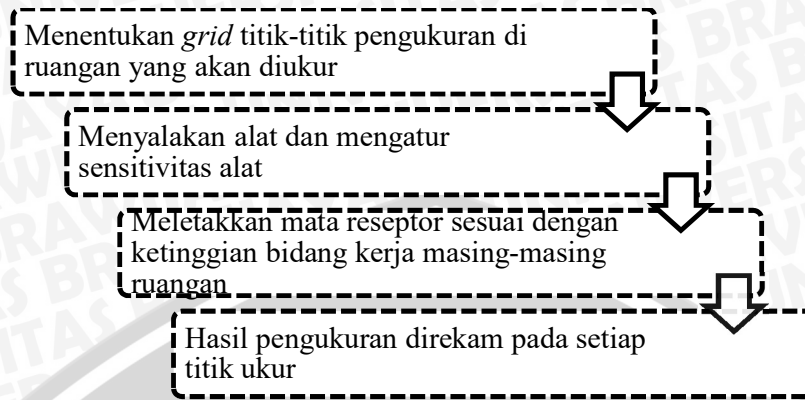 Menentukan grid titik-titik pengukuran di
ruangan yang akan diukur
Menyalakan alat dan mengatur
sensitivitas alat
Meletakkan mata reseptor sesuai dengan
ketinggian bidang kerja masing-masing
ruangan
Hasil pengukuran direkam pada setiap
titik ukur